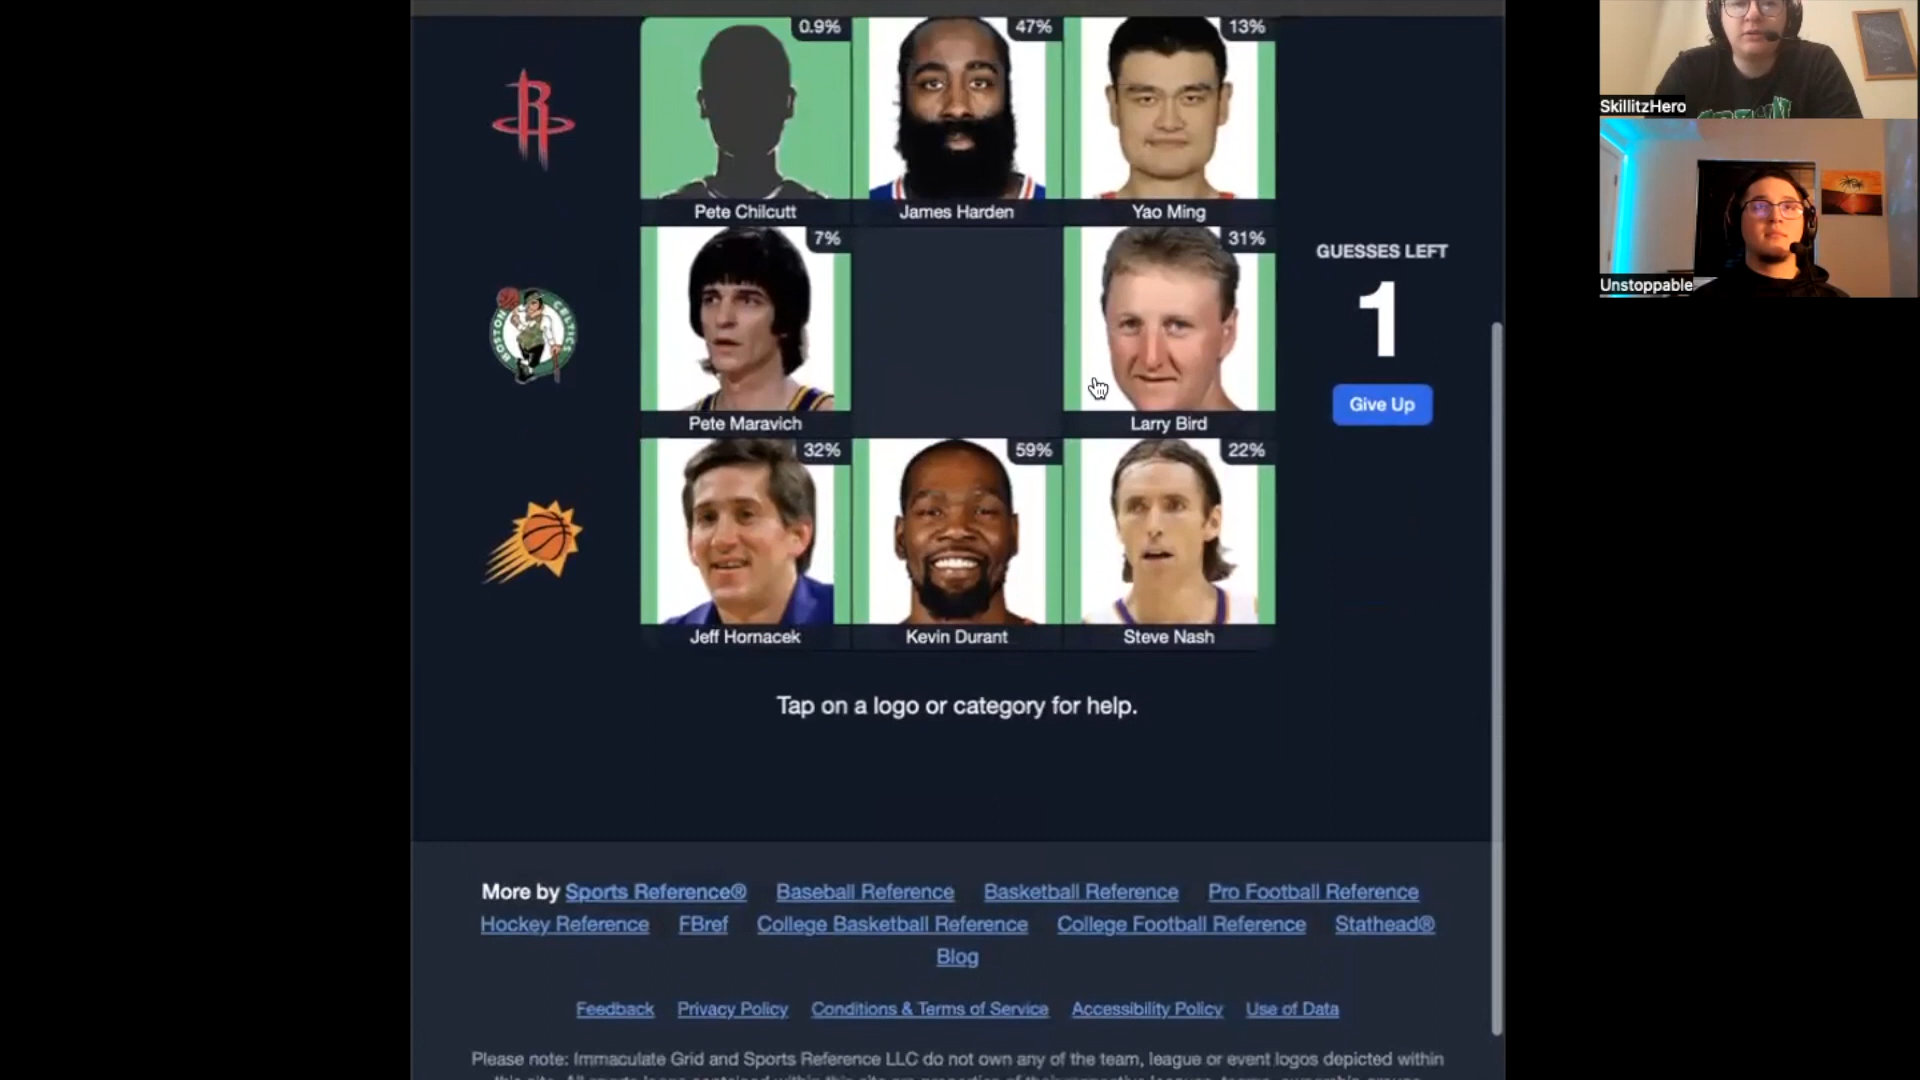 0.9%
47%
13%
SkillitzHero
Pete Chilcutt
James Harden
Yao Ming
7%
31%
GUESSES LEFT
1
Give Up
Unstoppable
BOSTON
CELTICS
Pete Maravich
Larry Bird
32%
59%
22%
Jeff Hornacek
Kevin Durant
Steve Nash
Tap on a logo or category for help.
More by Sports Reference® Baseball Reference Basketball Reference Pro Football Reference
Hockey Reference FBref College Basketball Reference College Football Reference Stathead®
Blog
Feedback Privacy Policy Conditions & Terms of Service Accessibility Policy Use of Data
Please note: Immaculate Grid and Sports Reference LLC do not own any of the team, league or event logos depicted within